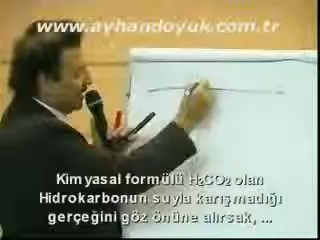 www.ayhandoyuk.com.tr
Kimyasal formülü H₂CO₂ olan
Hidrokarbonun suyla karışmadığı
gerçeğini göz önüne alırsak, ...